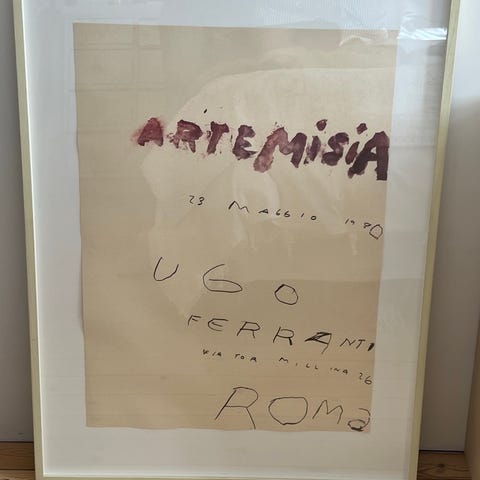 ARTEMISIA
23 MAGGIO 1980
UGO
FERRANTI
VIA TOR MILLINA 26
ROMa